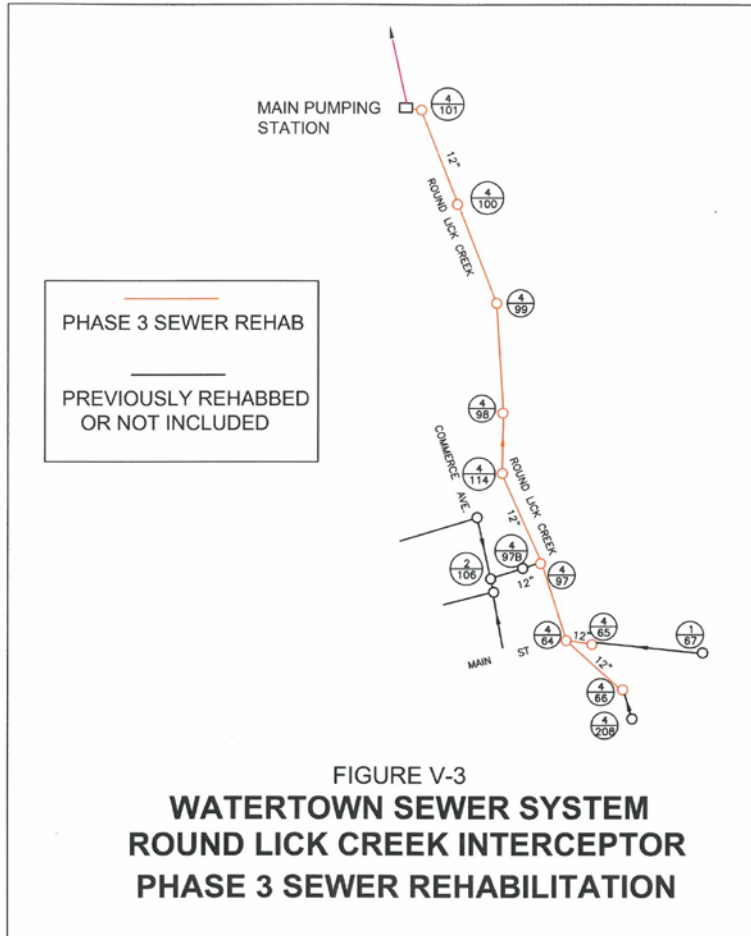 MAIN PUMPING
STATION
4
101
12"
4
100
ROUND LICK CREEK
4
99
PHASE 3 SEWER REHAB
PREVIOUSLY REHABBED
OR NOT INCLUDED
4
98
COMMERCE AVE.
4
114
ROUND LICK CREEK
12"
4
97B
2
106
12"
4
97
4
64
12"
4
65
1
67
MAIN ST
12"
4
66
4
208
FIGURE V-3
WATERTOWN SEWER SYSTEM
ROUND LICK CREEK INTERCEPTOR
PHASE 3 SEWER REHABILITATION